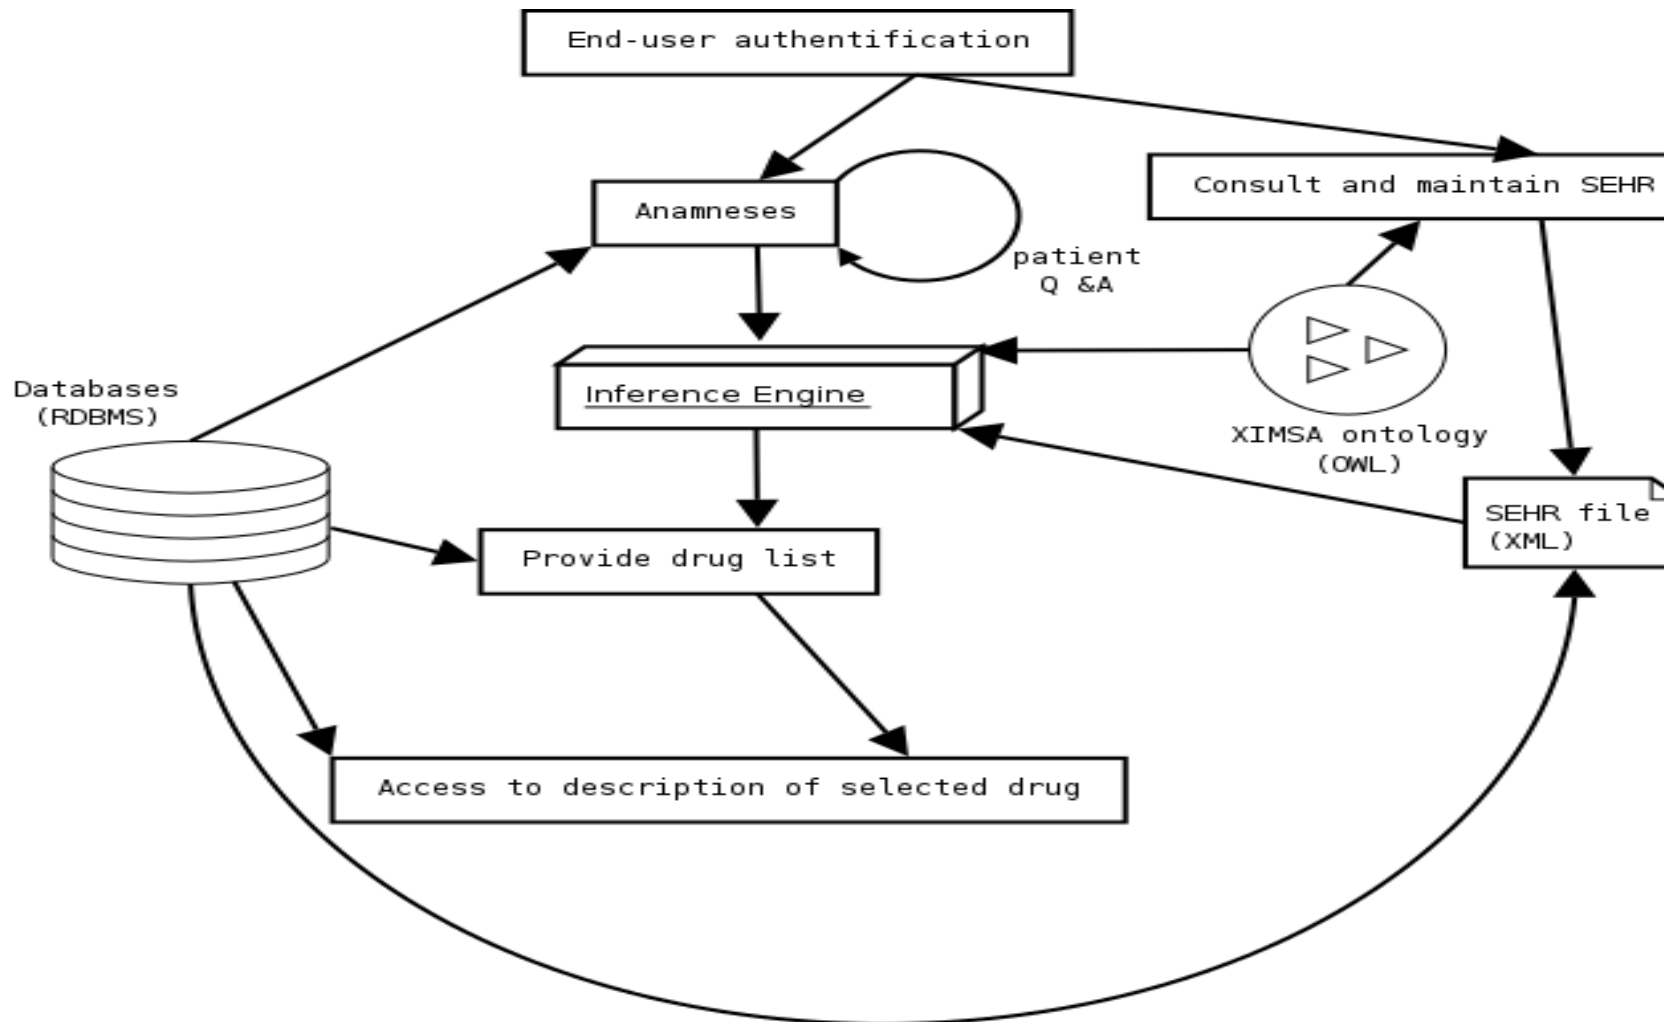 End-user authentification
Consult and maintain SEHR
Anamneses
patient
Q &A
Databases
(RDBMS)
Inference Engine
XIMSA ontology
(OWL)
SEHR file
(XML)
Provide drug list
Access to description of selected drug